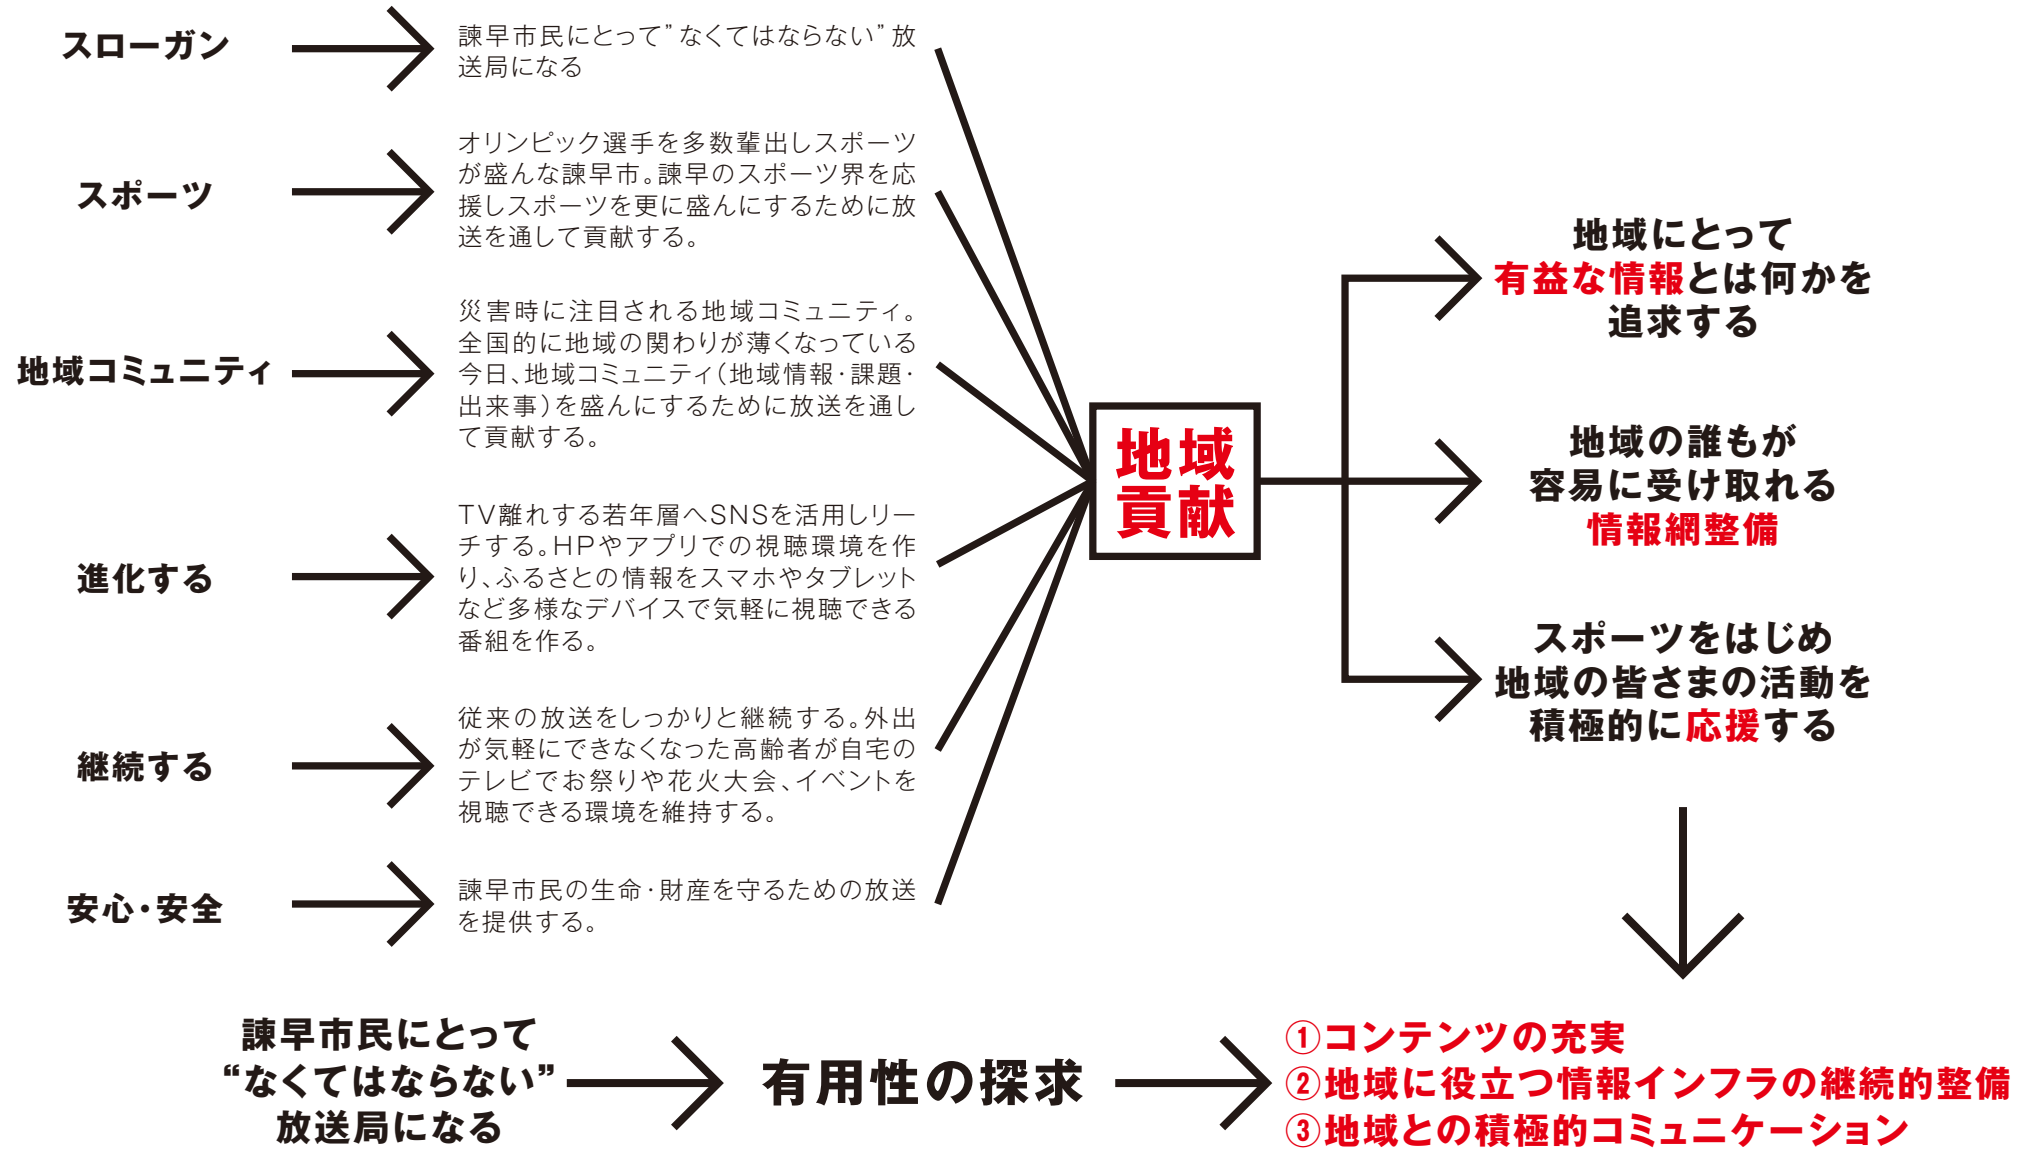 スローガン
諫早市民にとって”なくてはならない”放
送局になる
スポーツ
オリンピック選手を多数輩出しスポーツ
が盛んな諫早市。諫早のスポーツ界を応
援しスポーツを更に盛んにするために放
送を通して貢献する。
地域コミュニティ
災害時に注目される地域コミュニティ。
全国的に地域の関わりが薄くなっている
今日、地域コミュニティ(地域情報・課題・
出来事)を盛んにするために放送を通し
て貢献する。
進化する
TV離れする若年層へSNSを活用しリー
チする。HPやアプリでの視聴環境を作
り、ふるさとの情報をスマホやタブレット
など多様なデバイスで気軽に視聴できる
番組を作る。
継続する
従来の放送をしっかりと継続する。外出
が気軽にできなくなった高齢者が自宅の
テレビでお祭りや花火大会、イベントを
視聴できる環境を維持する。
安心・安全
諫早市民の生命・財産を守るための放送
を提供する。
地域
貢献
地域にとって
有益な情報とは何かを
追求する
地域の誰もが
容易に受け取れる
情報網整備
スポーツをはじめ
地域の皆さまの活動を
積極的に応援する
諫早市民にとって
“なくてはならない”
放送局になる
有用性の探求
①コンテンツの充実
②地域に役立つ情報インフラの継続的整備
③地域との積極的コミュニケーション